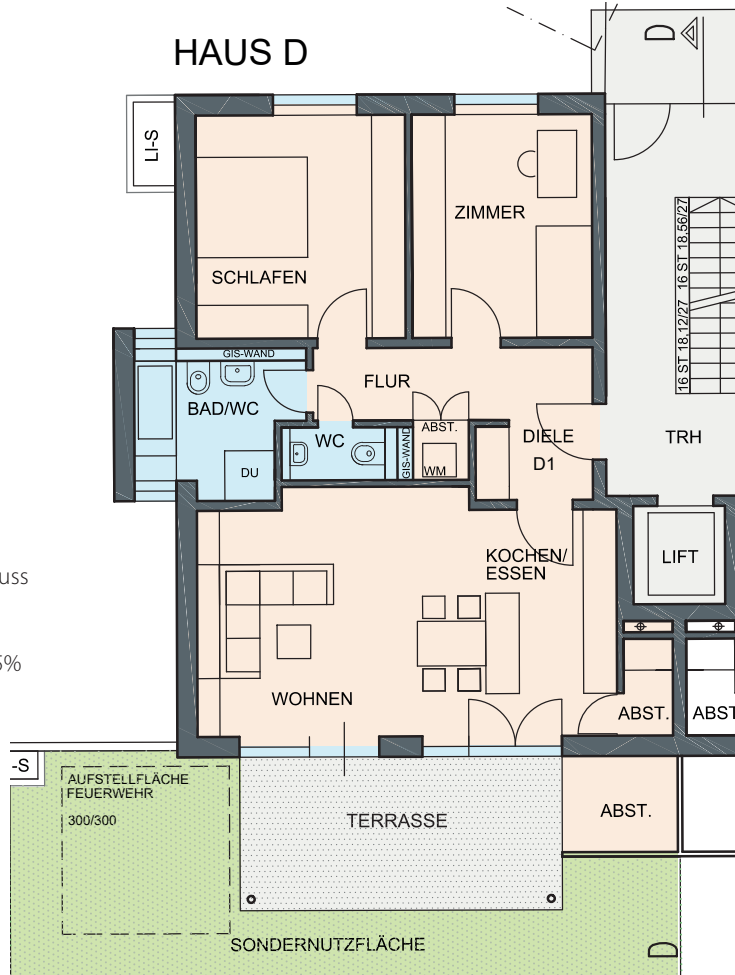 HAUS D
D
LI-S
ZIMMER
SCHLAFEN
16 ST 18,12/27 16 ST 18,56/27
GIS-WAND
FLUR
BAD/WC
WC
GIS-WAND
ABST.
WM
DIELE
D1
TRH
DU
KOCHEN/
ESSEN
LIFT
uss
5%
WOHNEN
ABST.
ABST
-S
AUFSTELLFLÄCHE
FEUERWEHR
300/300
TERRASSE
ABST.
SONDERNUTZFLÄCHE
D